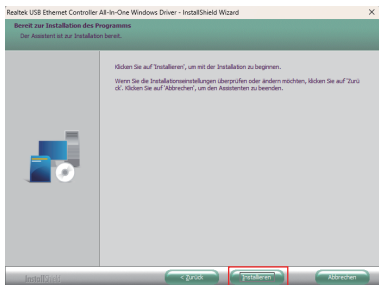 Realtek USB Ethernet Controller All-In-One Windows Driver - InstallShield Wizard
Bereit zur Installation des Programms
Der Assistent ist zur Installation bereit.
Klicken Sie auf 'Installieren', um mit der Installation zu beginnen.
Wenn Sie die Installationseinstellungen überprüfen oder ändern möchten, klicken Sie auf 'Zurü
ck'. Klicken Sie auf 'Abbrechen', um den Assistenten zu beenden.
InstallShield
< Zurück
Installieren
Abbrechen